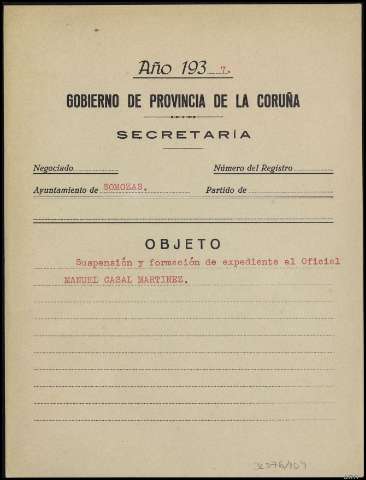 Año 193 7.
GOBIERNO DE PROVINCIA DE LA CORUÑA
SECRETARÍA
Negociado
Número del Registro
Ayuntamiento de SOMOZAS.
Partido de
OBJETO
Suspensión y formación de expediente al Oficial
MANUEL CASAL MARTINEZ.